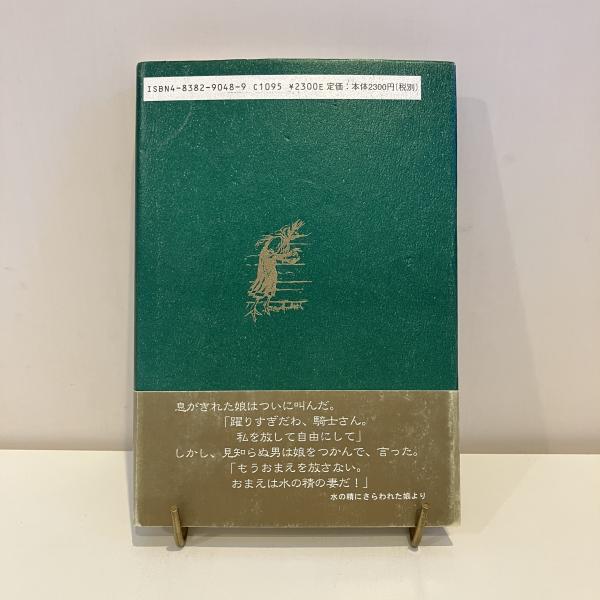 ISBN4-8382-9048-9 C1095 ¥2300E 定価：本体2300円(税別)
息がきれた娘はついに叫んだ。
「躍りすぎだわ、騎士さん。
私を放して自由にして」
しかし、見知らぬ男は娘をつかんで、言った。
「もうおまえを放さない。
おまえは水の精の妻だ！」
水の精にさらわれた娘より